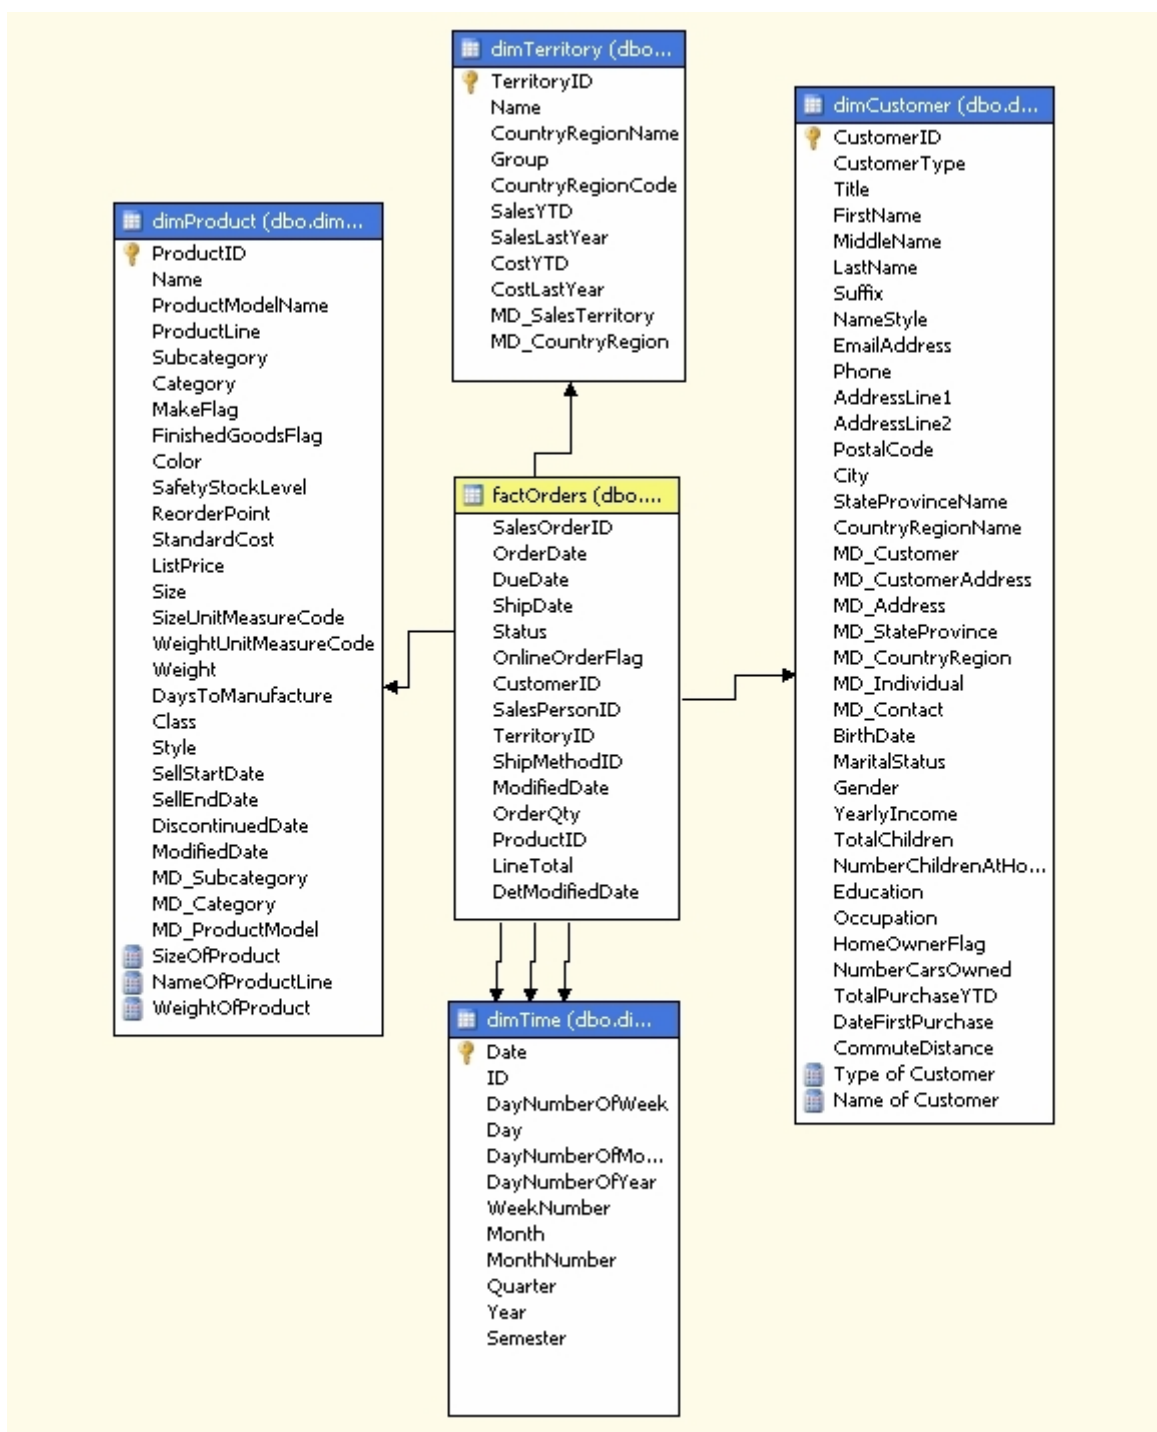 dimTerritory (dbo...
TerritoryID
Name
CountryRegionName
Group
CountryRegionCode
SalesYTD
SalesLastYear
CostYTD
CostLastYear
MD_SalesTerritory
MD_CountryRegion
dimProduct (dbo.dim...
ProductID
Name
ProductModelName
ProductLine
Subcategory
Category
MakeFlag
FinishedGoodsFlag
Color
SafetyStockLevel
ReorderPoint
StandardCost
ListPrice
Size
SizeUnitMeasureCode
WeightUnitMeasureCode
Weight
DaysToManufacture
Class
Style
SellStartDate
SellEndDate
DiscontinuedDate
ModifiedDate
MD_Subcategory
MD_Category
MD_ProductModel
SizeOfProduct
NameOfProductLine
WeightOfProduct
factOrders (dbo....
SalesOrderID
OrderDate
DueDate
ShipDate
Status
OnlineOrderFlag
CustomerID
SalesPersonID
TerritoryID
ShipMethodID
ModifiedDate
OrderQty
ProductID
LineTotal
DetModifiedDate
dimCustomer (dbo.d...
CustomerID
CustomerType
Title
FirstName
MiddleName
LastName
Suffix
NameStyle
EmailAddress
Phone
AddressLine1
AddressLine2
PostalCode
City
StateProvinceName
CountryRegionName
MD_Customer
MD_CustomerAddress
MD_Address
MD_StateProvince
MD_CountryRegion
MD_Individual
MD_Contact
BirthDate
MaritalStatus
Gender
YearlyIncome
TotalChildren
NumberChildrenAtHo...
Education
Occupation
HomeOwnerFlag
NumberCarsOwned
TotalPurchaseYTD
DateFirstPurchase
CommuteDistance
Type of Customer
Name of Customer
dimTime (dbo.di...
Date
ID
DayNumberOfWeek
Day
DayNumberOfMo...
DayNumberOfYear
WeekNumber
Month
MonthNumber
Quarter
Year
Semester